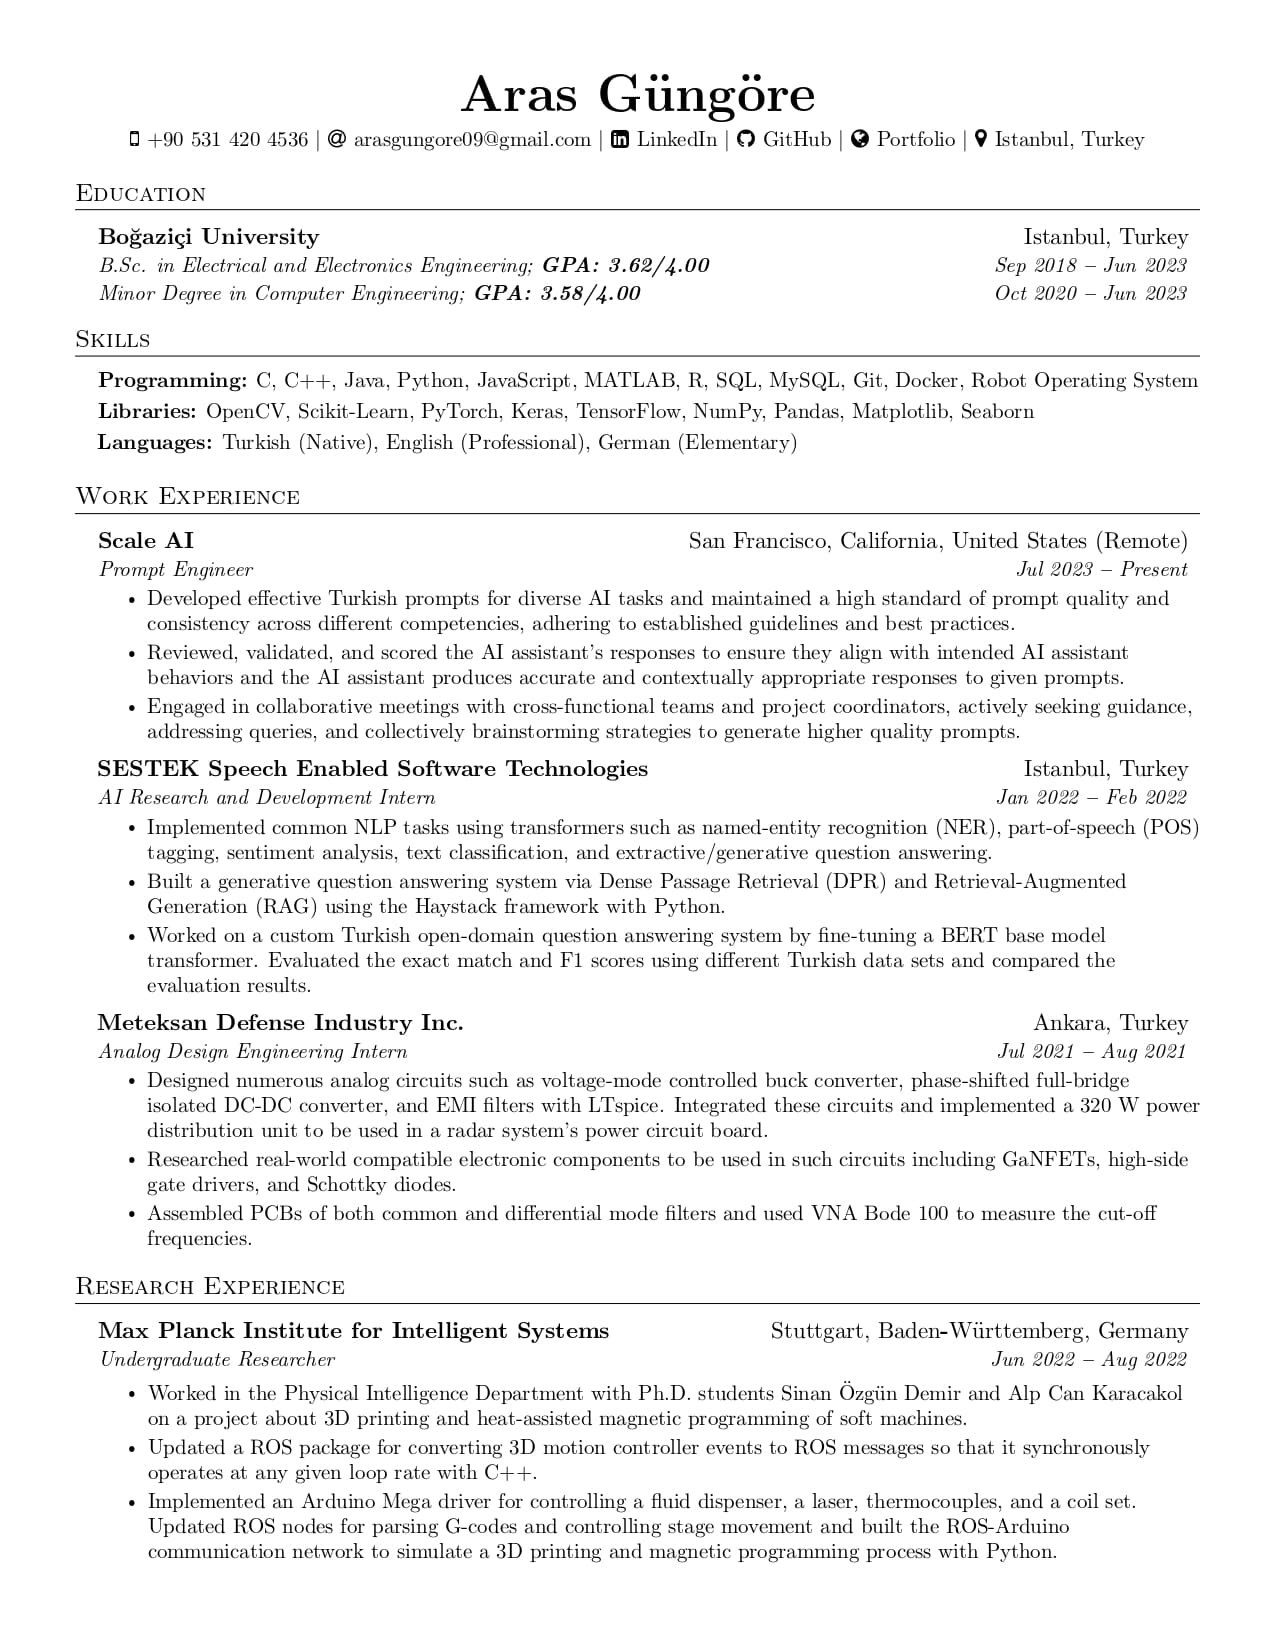 Aras Güngöre
+90 531 420 4536 | arasgungore09@gmail.com | LinkedIn | GitHub | Portfolio | Istanbul, Turkey
Education
Boğaziçi University Istanbul, Turkey
B.Sc. in Electrical and Electronics Engineering; GPA: 3.62/4.00 Sep 2018 – Jun 2023
Minor Degree in Computer Engineering; GPA: 3.58/4.00 Oct 2020 – Jun 2023
Skills
Programming: C, C++, Java, Python, JavaScript, MATLAB, R, SQL, MySQL, Git, Docker, Robot Operating System
Libraries: OpenCV, Scikit-Learn, PyTorch, Keras, TensorFlow, NumPy, Pandas, Matplotlib, Seaborn
Languages: Turkish (Native), English (Professional), German (Elementary)
Work Experience
Scale AI San Francisco, California, United States (Remote)
Prompt Engineer Jul 2023 – Present
• Developed effective Turkish prompts for diverse AI tasks and maintained a high standard of prompt quality and
consistency across different competencies, adhering to established guidelines and best practices.
• Reviewed, validated, and scored the AI assistant's responses to ensure they align with intended AI assistant
behaviors and the AI assistant produces accurate and contextually appropriate responses to given prompts.
• Engaged in collaborative meetings with cross-functional teams and project coordinators, actively seeking guidance,
addressing queries, and collectively brainstorming strategies to generate higher quality prompts.
SESTEK Speech Enabled Software Technologies Istanbul, Turkey
AI Research and Development Intern Jan 2022 – Feb 2022
• Implemented common NLP tasks using transformers such as named-entity recognition (NER), part-of-speech (POS)
tagging, sentiment analysis, text classification, and extractive/generative question answering.
• Built a generative question answering system via Dense Passage Retrieval (DPR) and Retrieval-Augmented
Generation (RAG) using the Haystack framework with Python.
• Worked on a custom Turkish open-domain question answering system by fine-tuning a BERT base model
transformer. Evaluated the exact match and F1 scores using different Turkish data sets and compared the
evaluation results.
Meteksan Defense Industry Inc. Ankara, Turkey
Analog Design Engineering Intern Jul 2021 – Aug 2021
• Designed numerous analog circuits such as voltage-mode controlled buck converter, phase-shifted full-bridge
isolated DC-DC converter, and EMI filters with LTspice. Integrated these circuits and implemented a 320 W power
distribution unit to be used in a radar system's power circuit board.
• Researched real-world compatible electronic components to be used in such circuits including GaNFETs, high-side
gate drivers, and Schottky diodes.
• Assembled PCBs of both common and differential mode filters and used VNA Bode 100 to measure the cut-off
frequencies.
Research Experience
Max Planck Institute for Intelligent Systems Stuttgart, Baden-Württemberg, Germany
Undergraduate Researcher Jun 2022 – Aug 2022
• Worked in the Physical Intelligence Department with Ph.D. students Sinan Özgün Demir and Alp Can Karacakol
on a project about 3D printing and heat-assisted magnetic programming of soft machines.
• Updated a ROS package for converting 3D motion controller events to ROS messages so that it synchronously
operates at any given loop rate with C++.
• Implemented an Arduino Mega driver for controlling a fluid dispenser, a laser, thermocouples, and a coil set.
Updated ROS nodes for parsing G-codes and controlling stage movement and built the ROS-Arduino
communication network to simulate a 3D printing and magnetic programming process with Python.